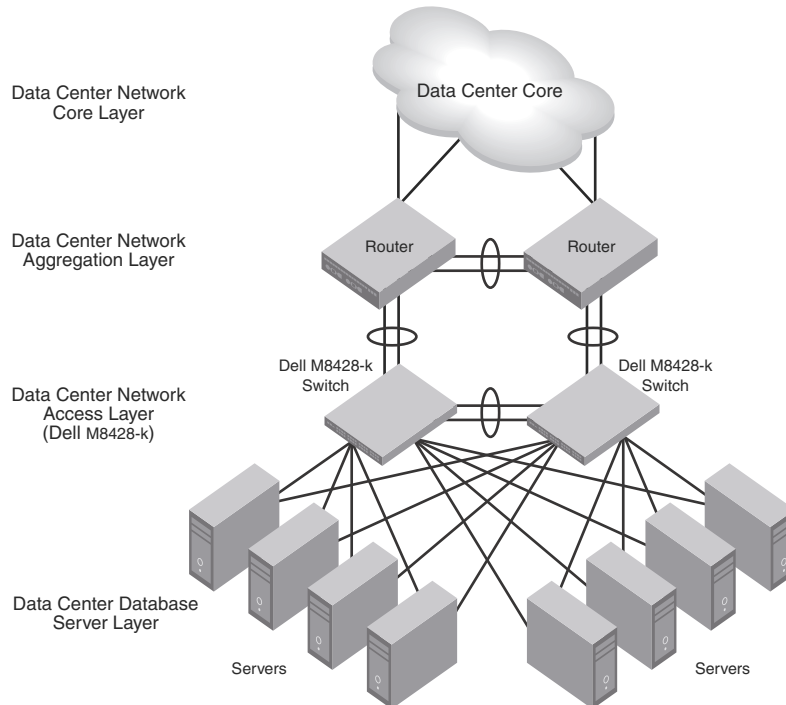 Data Center Core
Data Center Network
Core Layer
Router
Router
Data Center Network
Aggregation Layer
Dell M8428-k
Switch
Dell M8428-k
Switch
Data Center Network
Access Layer
(Dell M8428-k)
Data Center Database
Server Layer
Servers
Servers